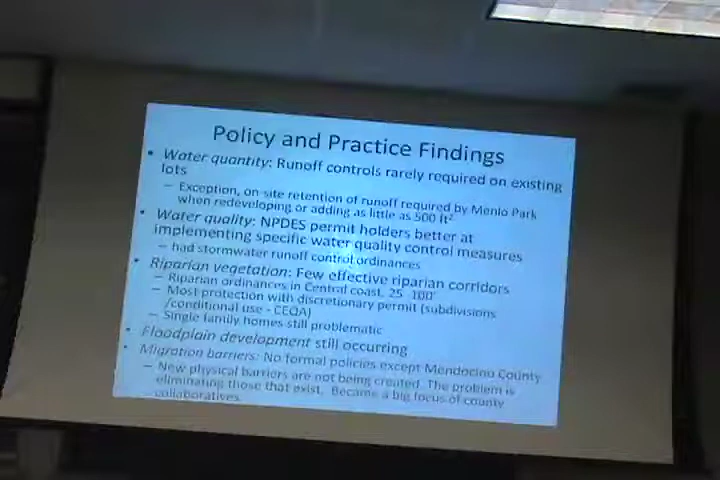 Policy and Practice Findings
• Water quantity: Runoff controls rarely required on existing
lots
– Exception, on-site retention of runoff required by Menlo Park
when redeveloping or adding as little as 500 ft²
• Water quality: NPDES permit holders better at
implementing specific water quality control measures
– had stormwater runoff control ordinances
• Riparian vegetation: Few effective riparian corridors
– Riparian ordinances in Central coast, 25-100'
– Most protection with discretionary permit (subdivisions
/conditional use - CEQA)
– Single family homes still problematic
• Floodplain development still occurring
• Migration barriers: No formal policies except Mendocino County
– New physical barriers are not being created. The problem is
eliminating those that exist. Became a big focus of county
collaboratives.